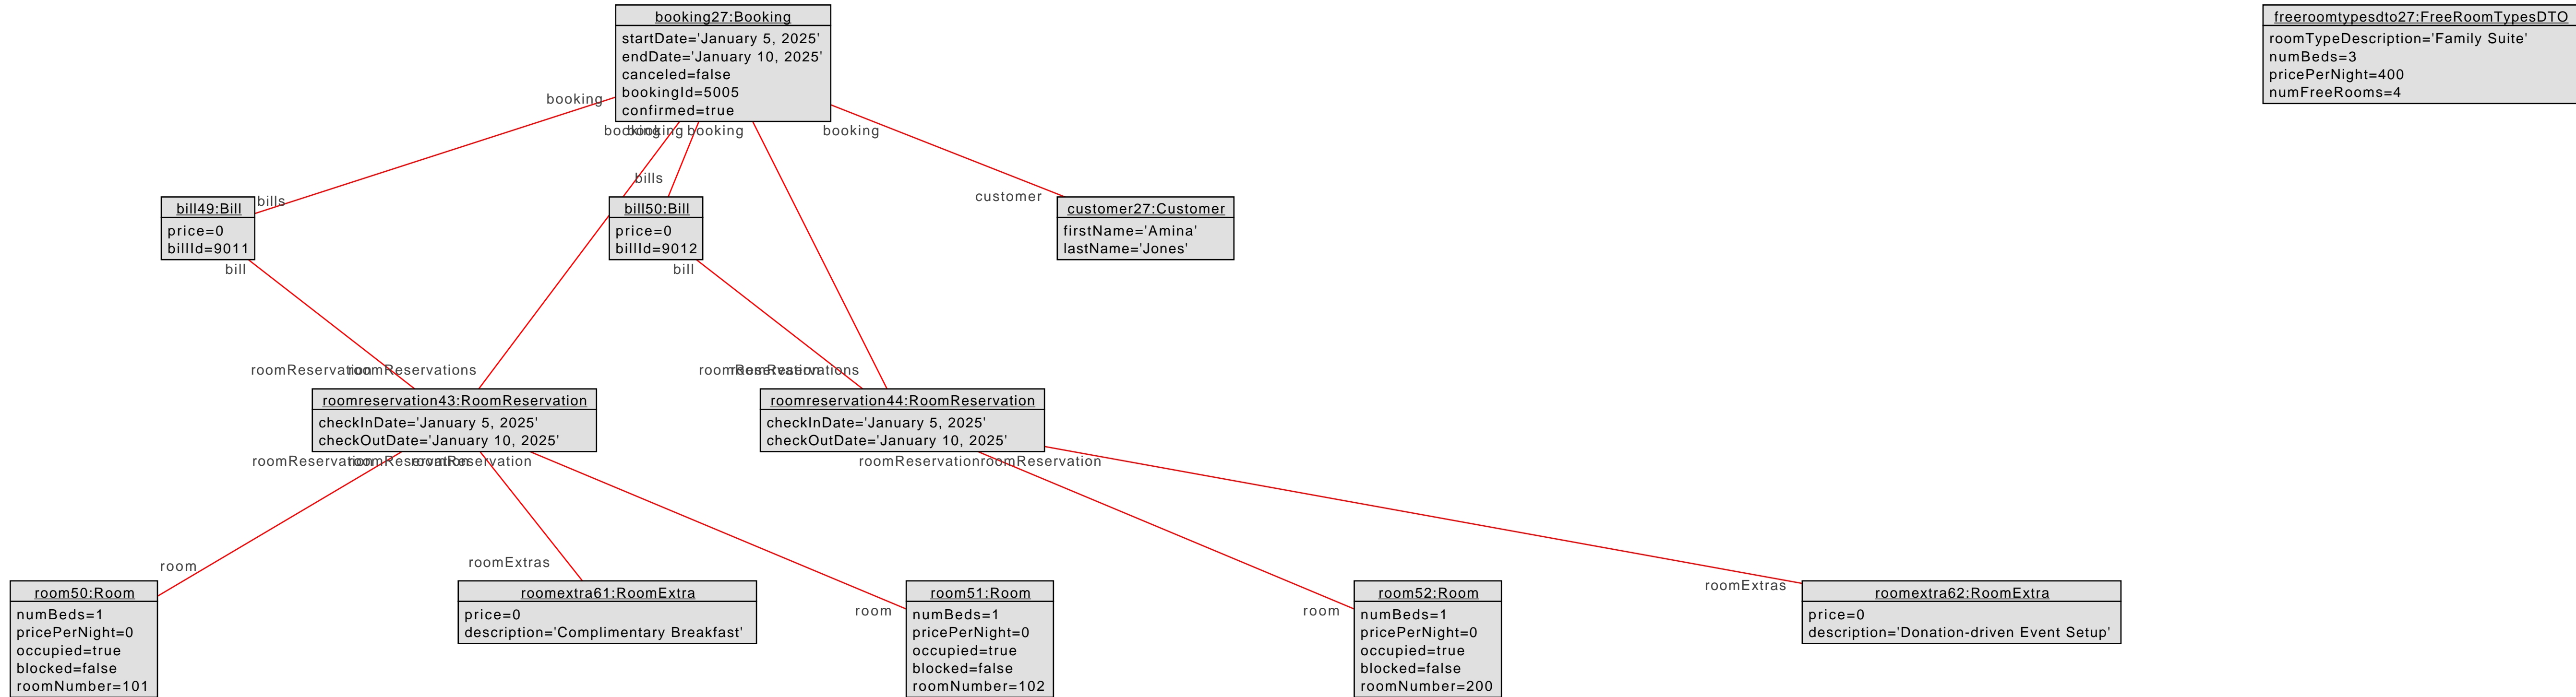 booking27:Booking
startDate='January 5, 2025'
endDate='January 10, 2025'
canceled=false
bookingId=5005
confirmed=true
freeroomtypesdto27:FreeRoomTypesDTO
roomTypeDescription='Family Suite'
numBeds=3
pricePerNight=400
numFreeRooms=4
booking
booking
booking
booking
booking
bills
bills
customer
bill49:Bill
price=0
billId=9011
bill50:Bill
price=0
billId=9012
customer27:Customer
firstName='Amina'
lastName='Jones'
bill
bill
roomReservation
roomReservations
roomReservation
roomReservations
roomreservation43:RoomReservation
checkInDate='January 5, 2025'
checkOutDate='January 10, 2025'
roomreservation44:RoomReservation
checkInDate='January 5, 2025'
checkOutDate='January 10, 2025'
roomReservation
roomReservation
roomReservation
roomReservation
roomReservation
room
roomExtras
room
room
roomExtras
room50:Room
numBeds=1
pricePerNight=0
occupied=true
blocked=false
roomNumber=101
roomextra61:RoomExtra
price=0
description='Complimentary Breakfast'
room51:Room
numBeds=1
pricePerNight=0
occupied=true
blocked=false
roomNumber=102
room52:Room
numBeds=1
pricePerNight=0
occupied=true
blocked=false
roomNumber=200
roomextra62:RoomExtra
price=0
description='Donation-driven Event Setup'